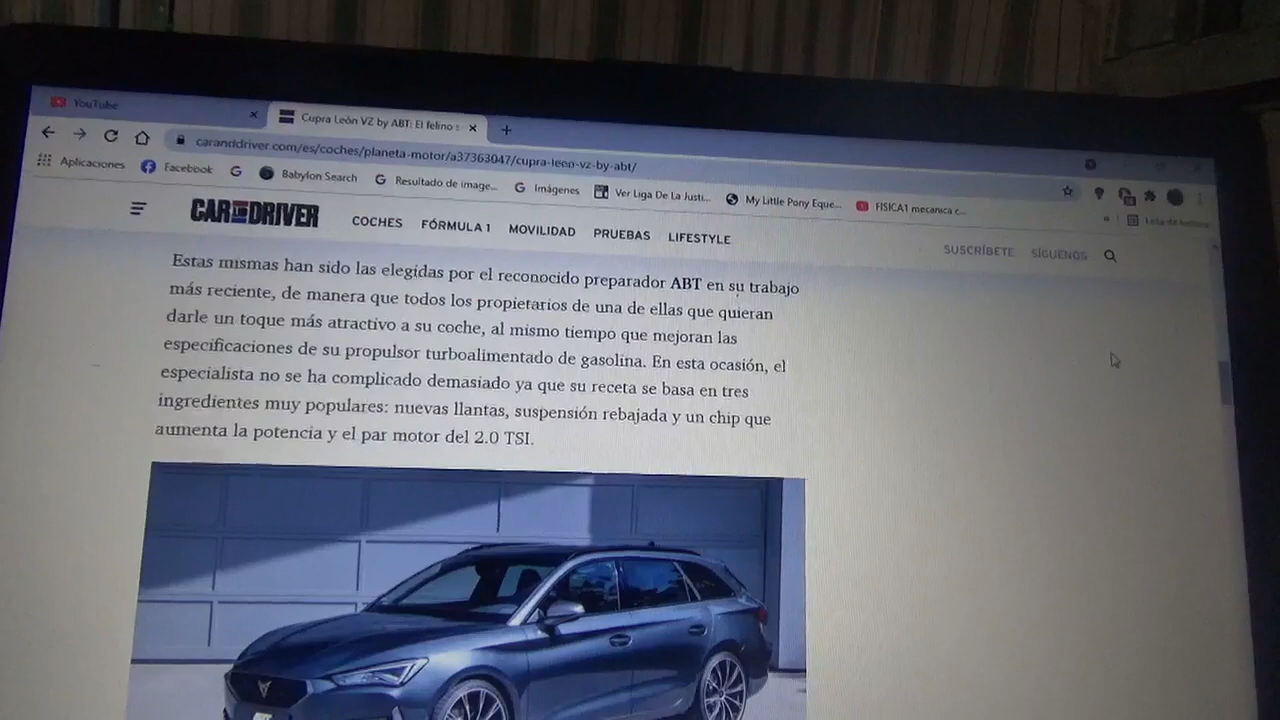 YouTube
Cupra León VZ by ABT: El felino s
caranddriver.com/es/coches/planeta-motor/a37363047/cupra-leon-vz-by-abt/
Aplicaciones Facebook Babylon Search Resultado de image... Imágenes Ver Liga De La Justi... My Little Pony Eque... FISICA1 mecanica c... » Lista de lectura
CAR AND DRIVER COCHES FÓRMULA 1 MOVILIDAD PRUEBAS LIFESTYLE SUSCRÍBETE SÍGUENOS
Estas mismas han sido las elegidas por el reconocido preparador ABT en su trabajo
más reciente, de manera que todos los propietarios de una de ellas que quieran
darle un toque más atractivo a su coche, al mismo tiempo que mejoran las
especificaciones de su propulsor turboalimentado de gasolina. En esta ocasión, el
especialista no se ha complicado demasiado ya que su receta se basa en tres
ingredientes muy populares: nuevas llantas, suspensión rebajada y un chip que
aumenta la potencia y el par motor del 2.0 TSI.